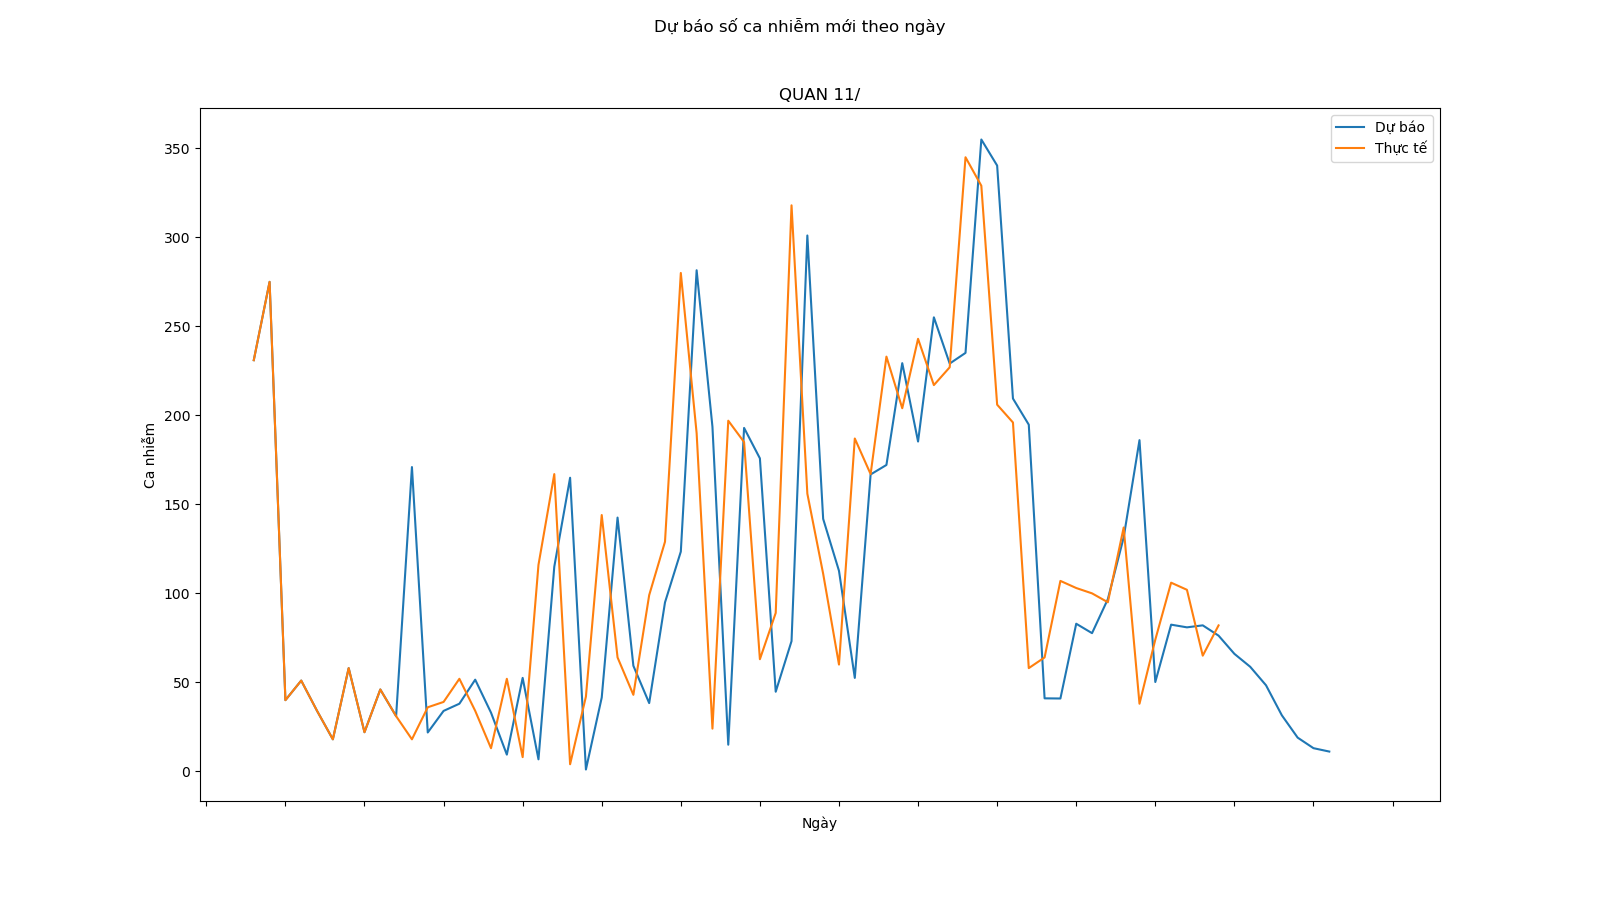 Dự báo số ca nhiễm mới theo ngày
QUAN 11/
Dự báo
Thực tế
350
300
250
200
150
100
50
0
Ca nhiễm
Ngày